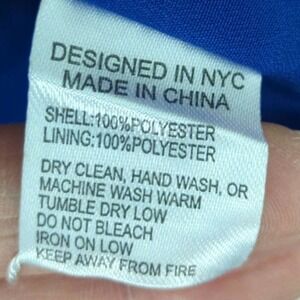 DESIGNED IN NYC
MADE IN CHINA
SHELL:100%POLYESTER
LINING:100%POLYESTER
DRY CLEAN, HAND WASH, OR
MACHINE WASH WARM
TUMBLE DRY LOW
DO NOT BLEACH
IRON ON LOW
KEEP AWAY FROM FIRE